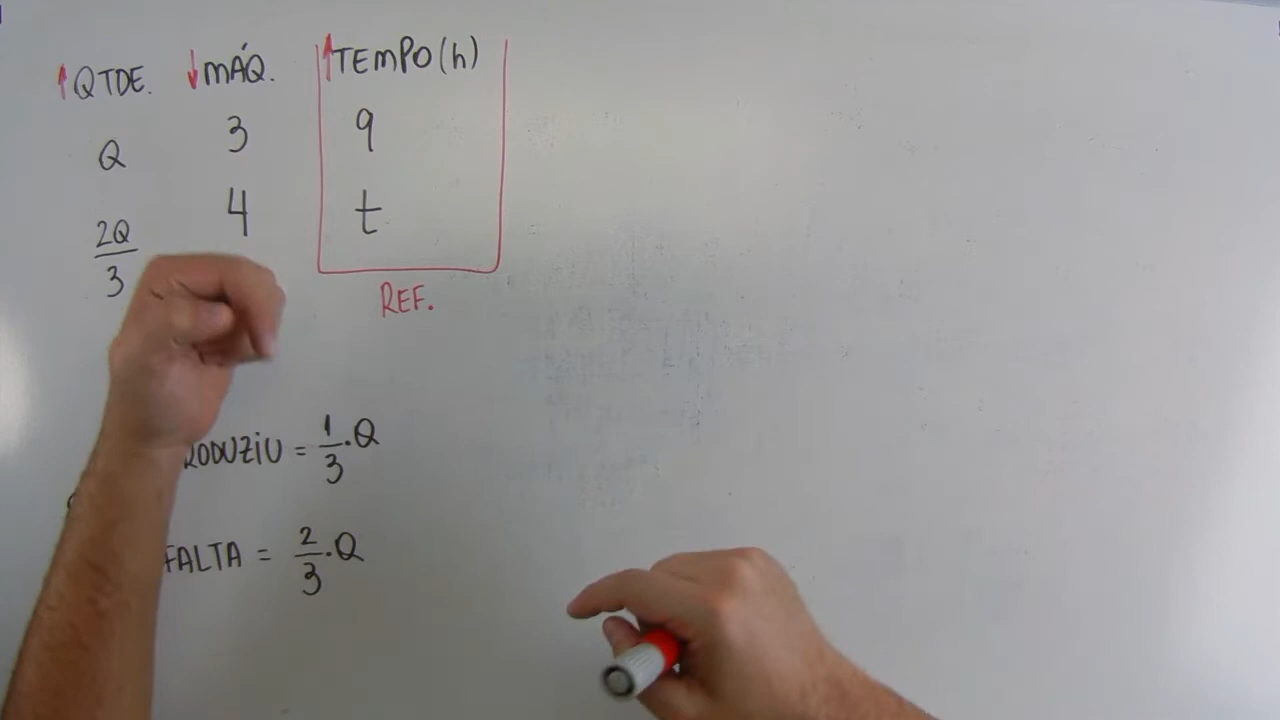 ↑QTDE. ↓MÁQ. ↑TEMPO(h)
Q 3 9
2Q/3 4 t
REF.
RODUZIU = 1/3 · Q
FALTA = 2/3 · Q